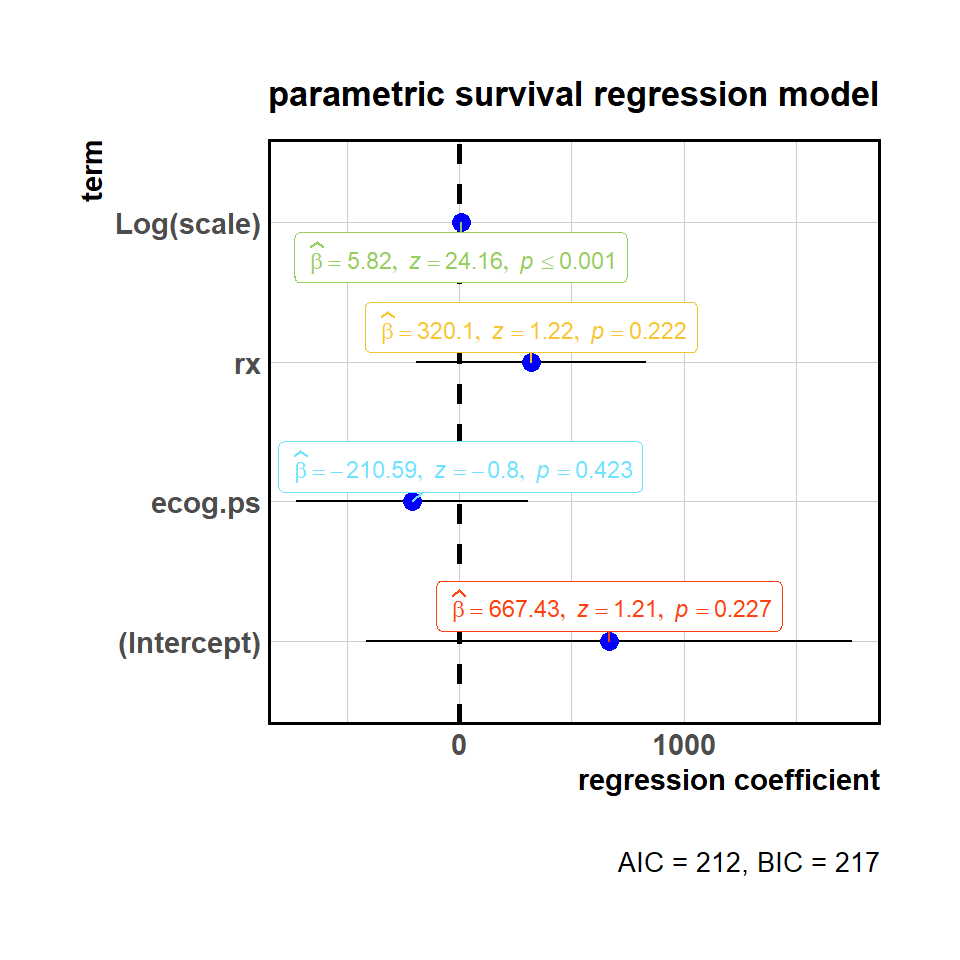 parametric survival regression model
term
Log(scale)
β̂ = 5.82, z = 24.16, p ≤ 0.001
β̂ = 320.1, z = 1.22, p = 0.222
rx
β̂ = −210.59, z = −0.8, p = 0.423
ecog.ps
β̂ = 667.43, z = 1.21, p = 0.227
(Intercept)
0 1000
regression coefficient
AIC = 212, BIC = 217